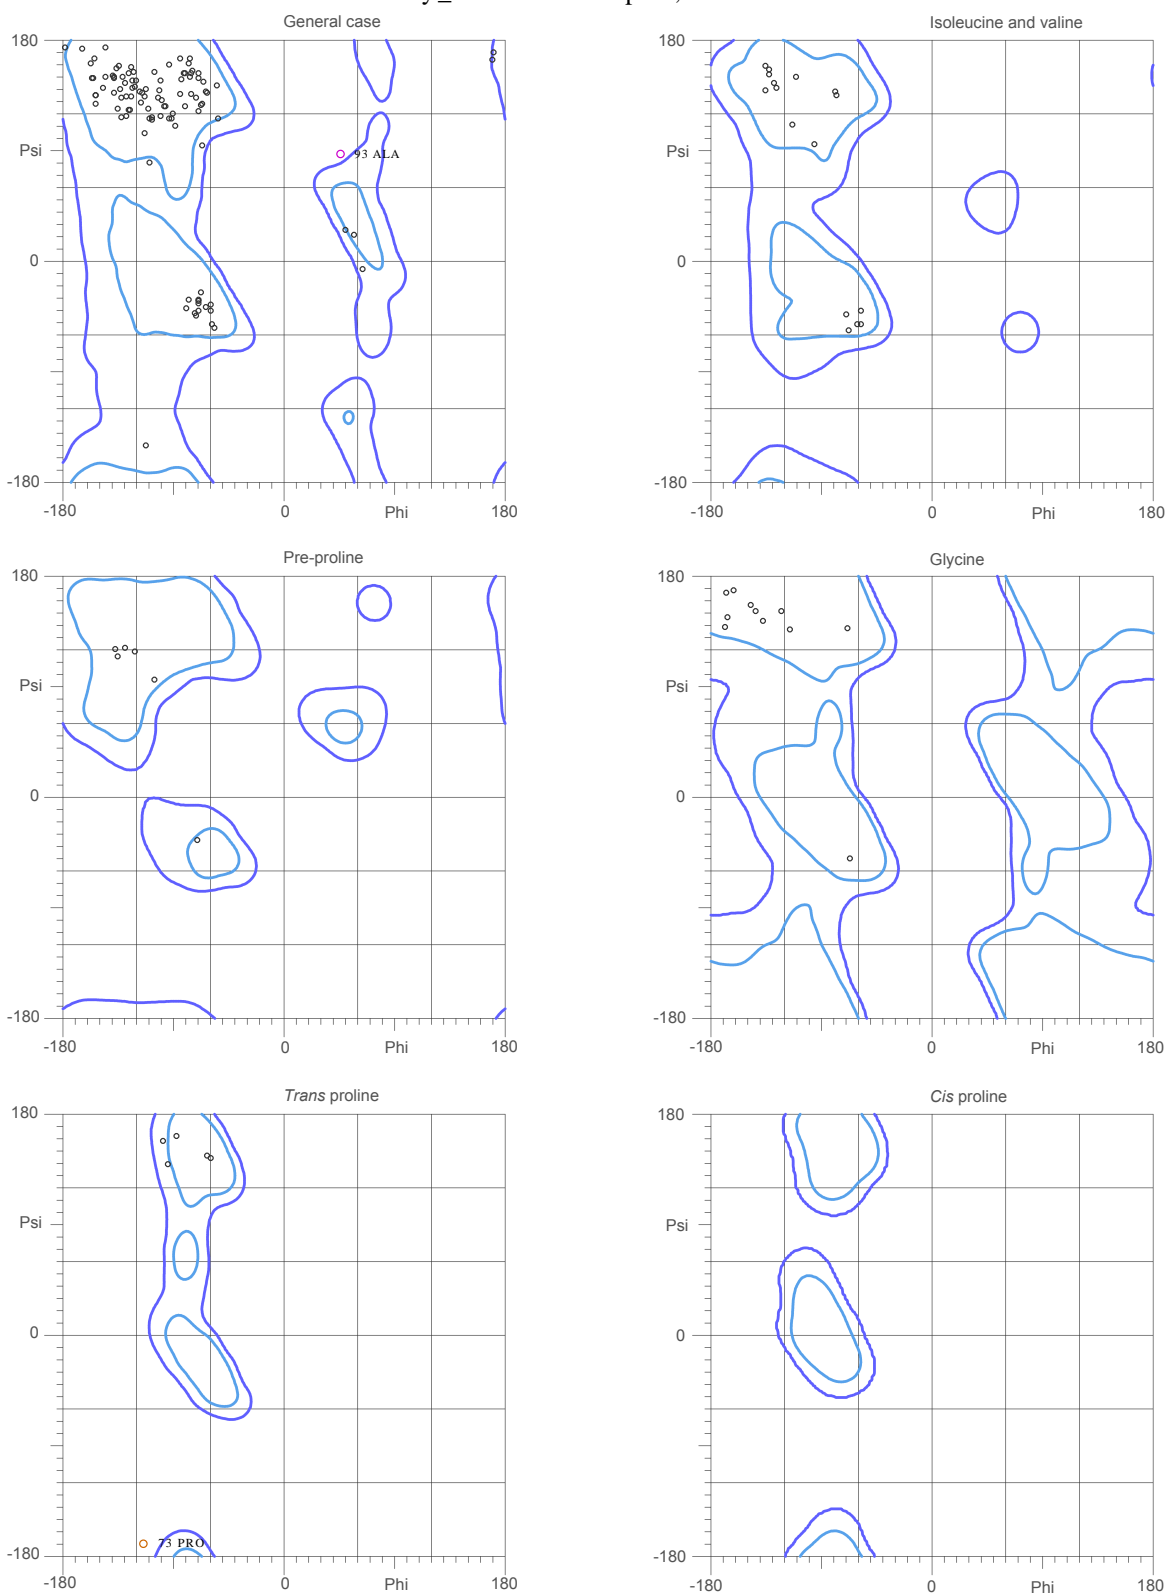 General case
180
Psi
93 ALA
0
-180
-180
0
Phi
180
Isoleucine and valine
180
Psi
0
-180
-180
0
Phi
180
Pre-proline
180
Psi
0
-180
-180
0
Phi
180
Glycine
180
Psi
0
-180
-180
0
Phi
180
Trans proline
180
Psi
0
73 PRO
-180
-180
0
Phi
180
Cis proline
180
Psi
0
-180
-180
0
Phi
180